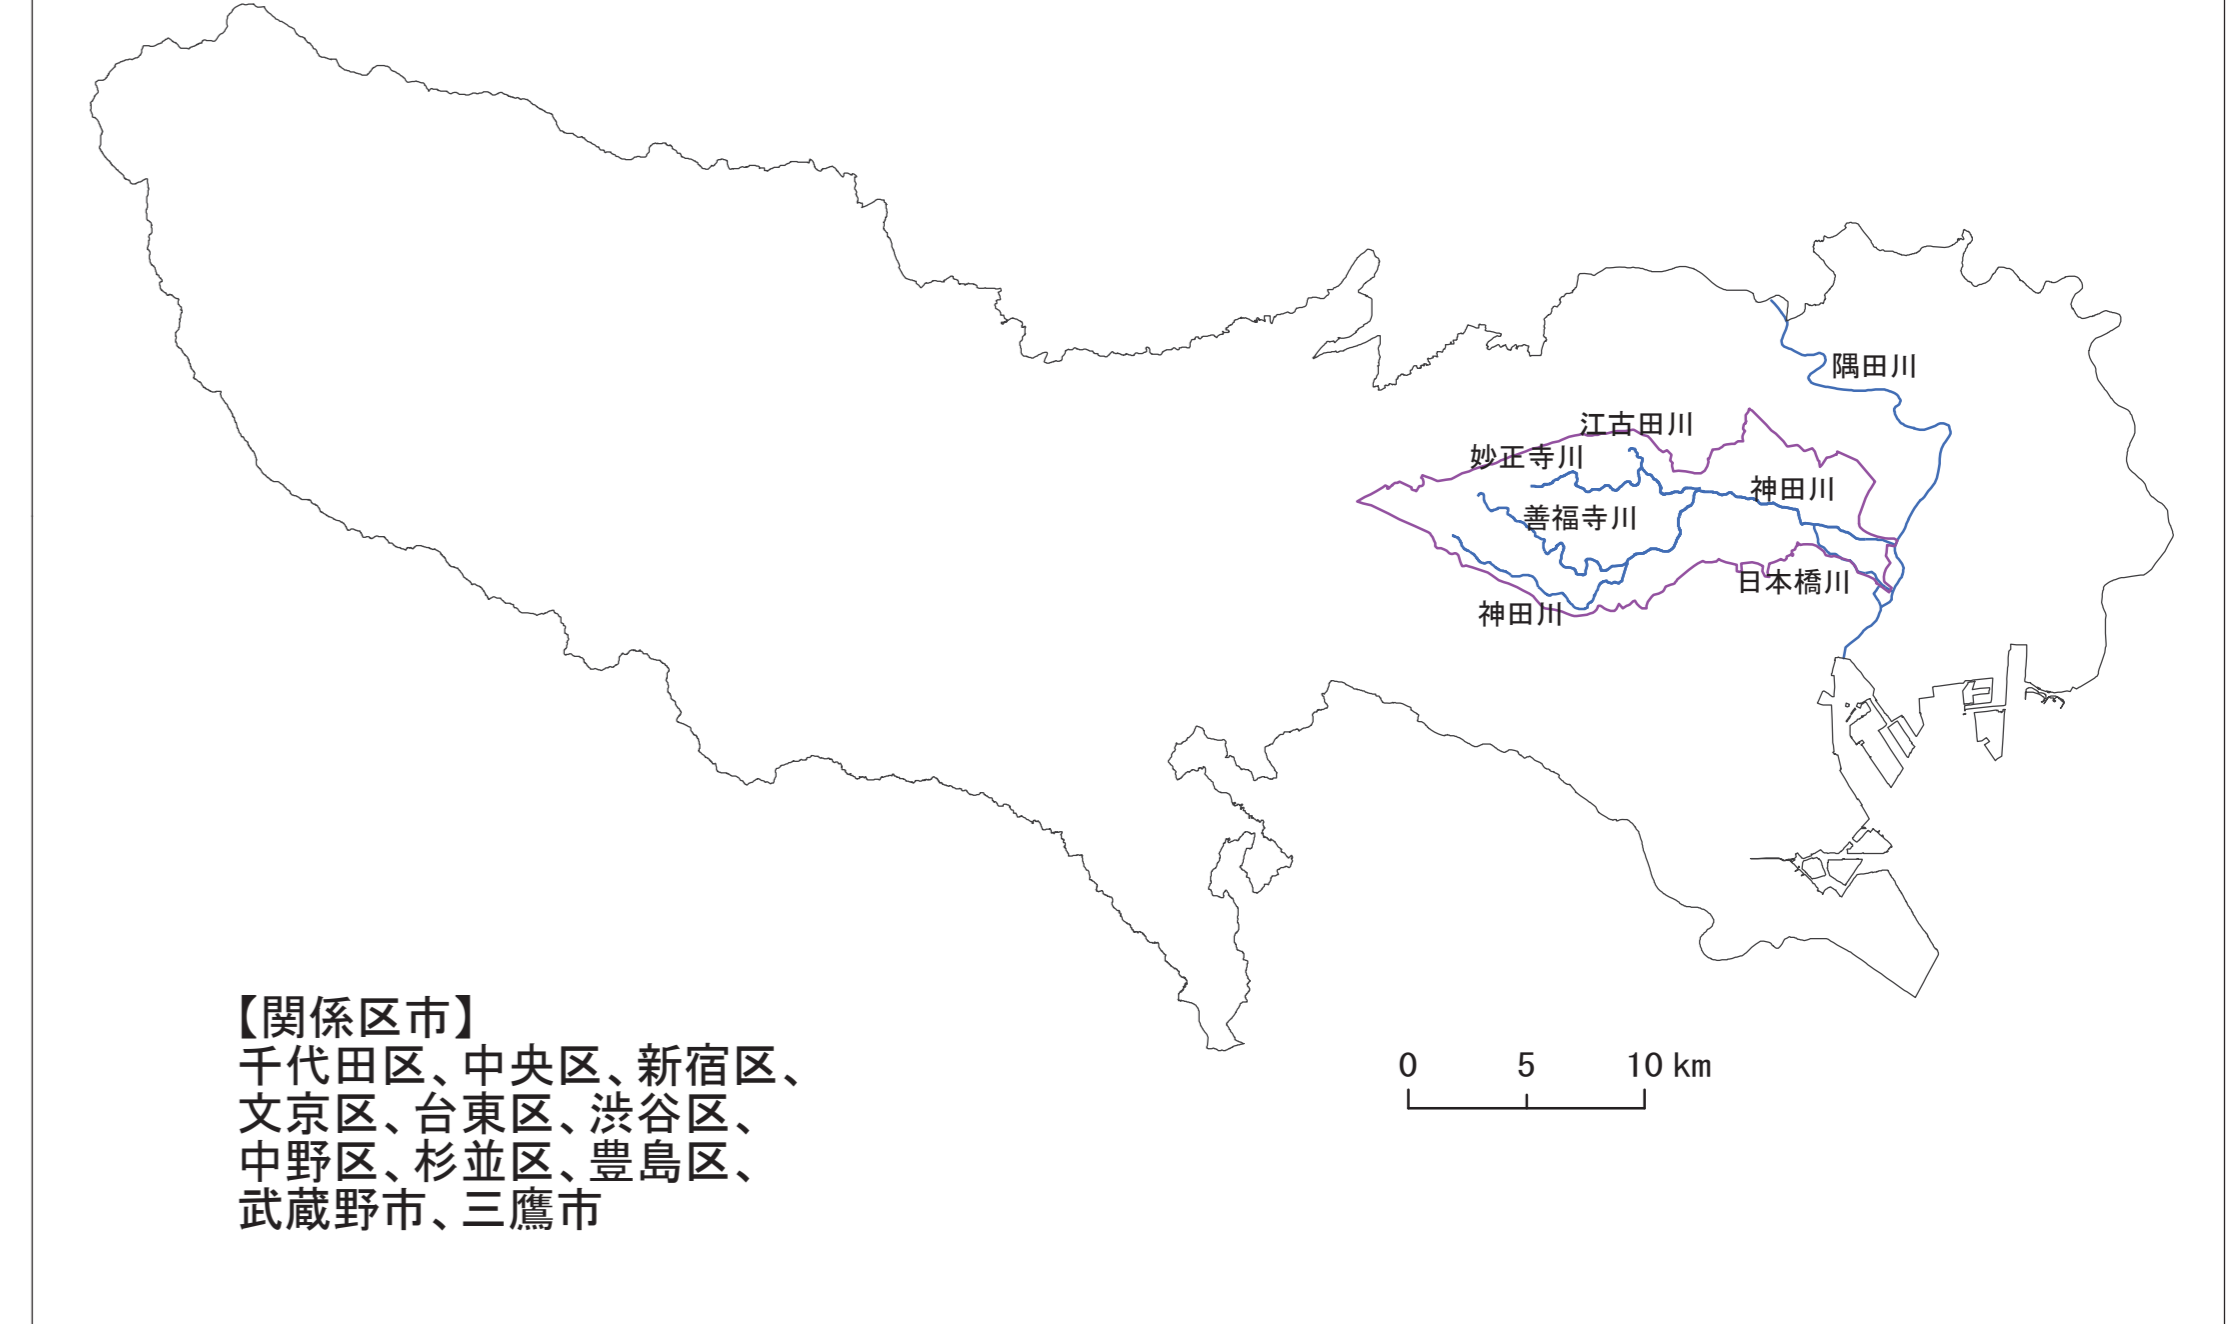 隅田川
江古田川
妙正寺川
神田川
善福寺川
日本橋川
神田川
【関係区市】
千代田区、中央区、新宿区、
文京区、台東区、渋谷区、
中野区、杉並区、豊島区、
武蔵野市、三鷹市
0 5 10 km